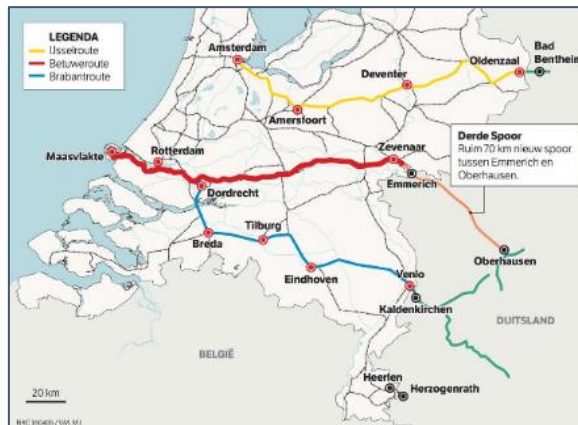 LEGENDA
IJsselroute
Betuweroute
Brabantroute
Amsterdam
Oldenzaal
Bad
Bentheim
Deventer
Amersfoort
Derde Spoor
Ruim 70 km nieuw spoor
tussen Emmerich en
Oberhausen.
Maasvlakte
Rotterdam
Zevenaar
Emmerich
Dordrecht
Breda
Tilburg
Oberhausen
Eindhoven
Venlo
Kaldenkirchen
DUITSLAND
BELGIË
Heerlen
Herzogenrath
20 km